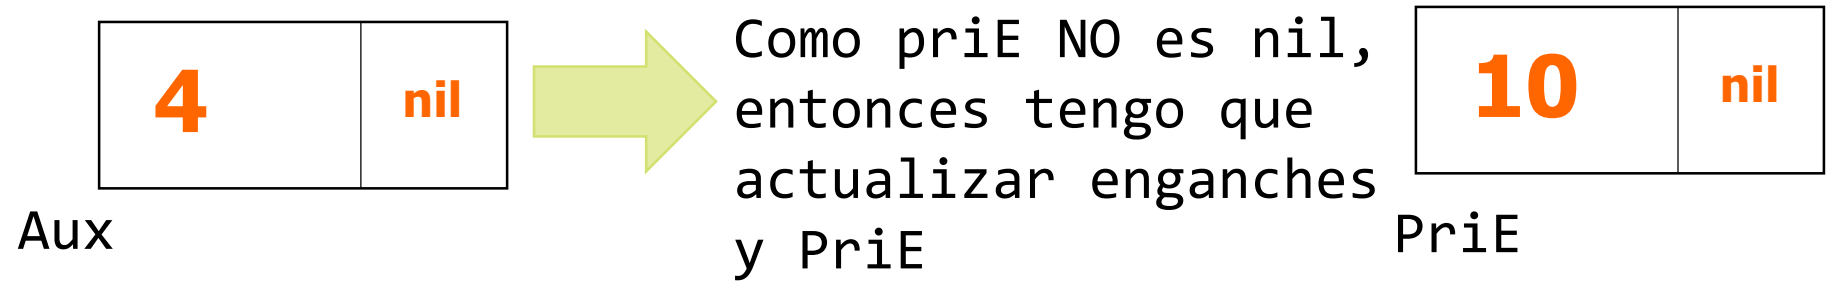 4 nil
Aux
Como priE NO es nil,
entonces tengo que
actualizar enganches
y PriE
10 nil
PriE